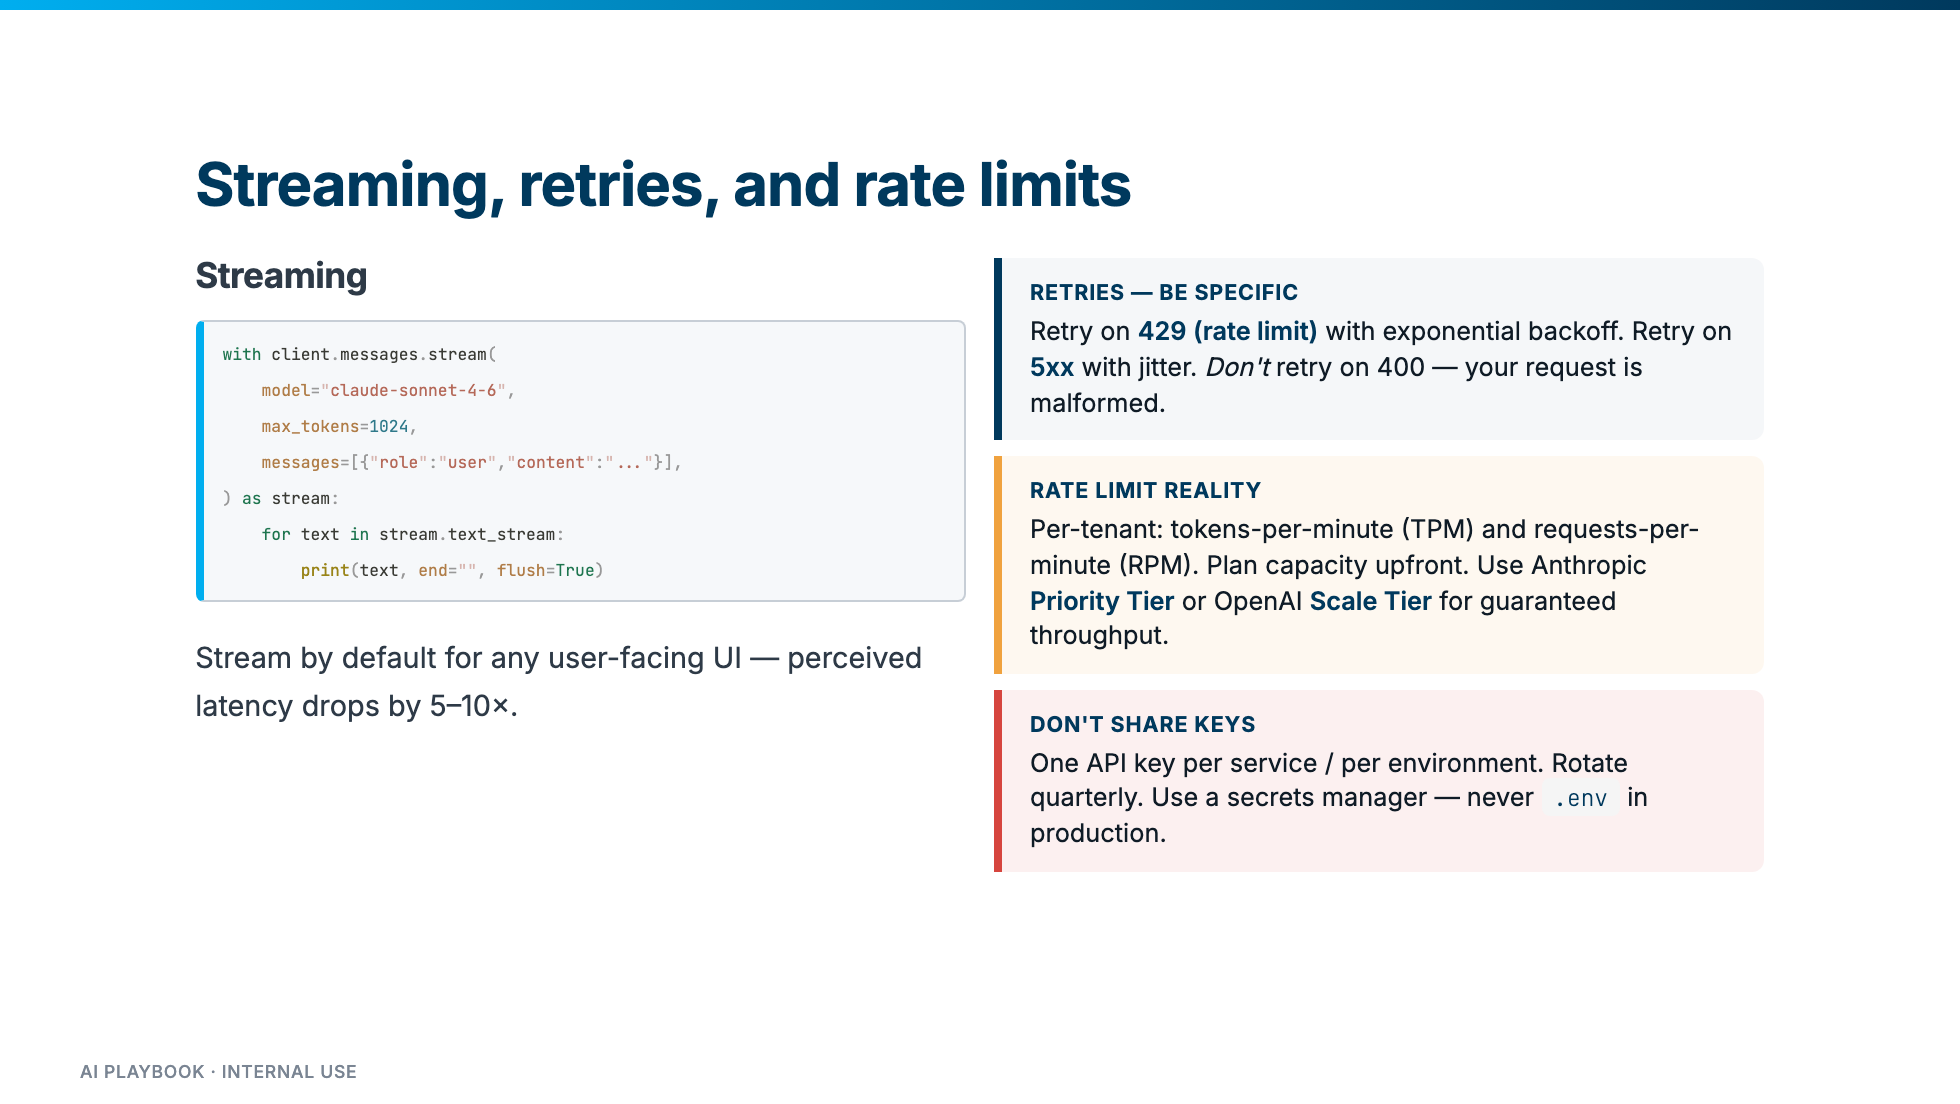 Streaming, retries, and rate limits
Streaming
with client.messages.stream(
    model="claude-sonnet-4-6",
    max_tokens=1024,
    messages=[{"role":"user","content":"..."}],
) as stream:
    for text in stream.text_stream:
        print(text, end="", flush=True)
Stream by default for any user-facing UI — perceived
latency drops by 5–10×.
RETRIES — BE SPECIFIC
Retry on 429 (rate limit) with exponential backoff. Retry on
5xx with jitter. Don't retry on 400 — your request is
malformed.
RATE LIMIT REALITY
Per-tenant: tokens-per-minute (TPM) and requests-per-
minute (RPM). Plan capacity upfront. Use Anthropic
Priority Tier or OpenAI Scale Tier for guaranteed
throughput.
DON'T SHARE KEYS
One API key per service / per environment. Rotate
quarterly. Use a secrets manager — never .env in
production.
AI PLAYBOOK · INTERNAL USE